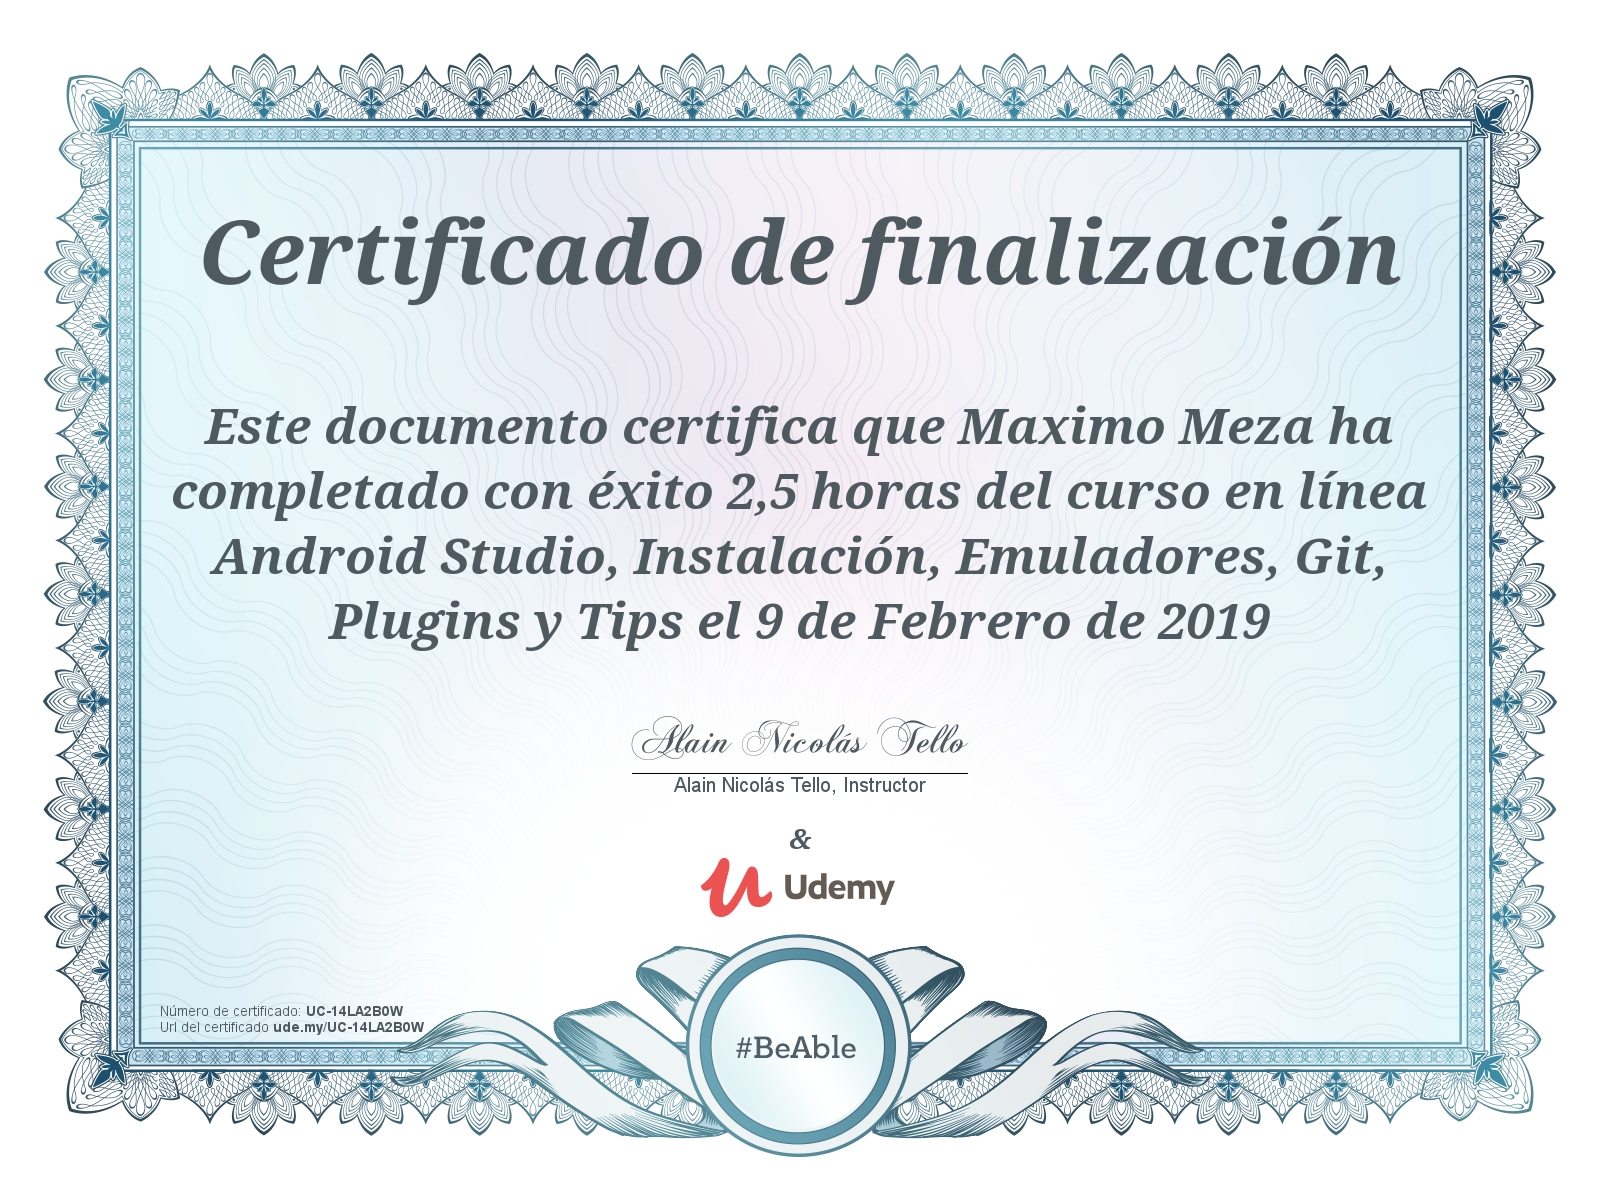 Certificado de finalización
Este documento certifica que Maximo Meza ha
completado con éxito 2,5 horas del curso en línea
Android Studio, Instalación, Emuladores, Git,
Plugins y Tips el 9 de Febrero de 2019
Alain Nicolás Tello
Alain Nicolás Tello, Instructor
&
Udemy
Número de certificado: UC-14LA2B0W
Url del certificado ude.my/UC-14LA2B0W
#BeAble